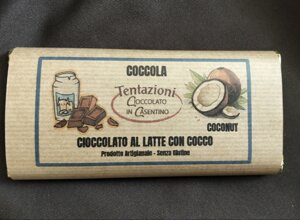 COCCOLA
Tentazioni
CIOCCOLATO
IN CASENTINO
COCONUT
CIOCCOLATO AL LATTE CON COCCO
Prodotto Artigianale - Senza Glutine